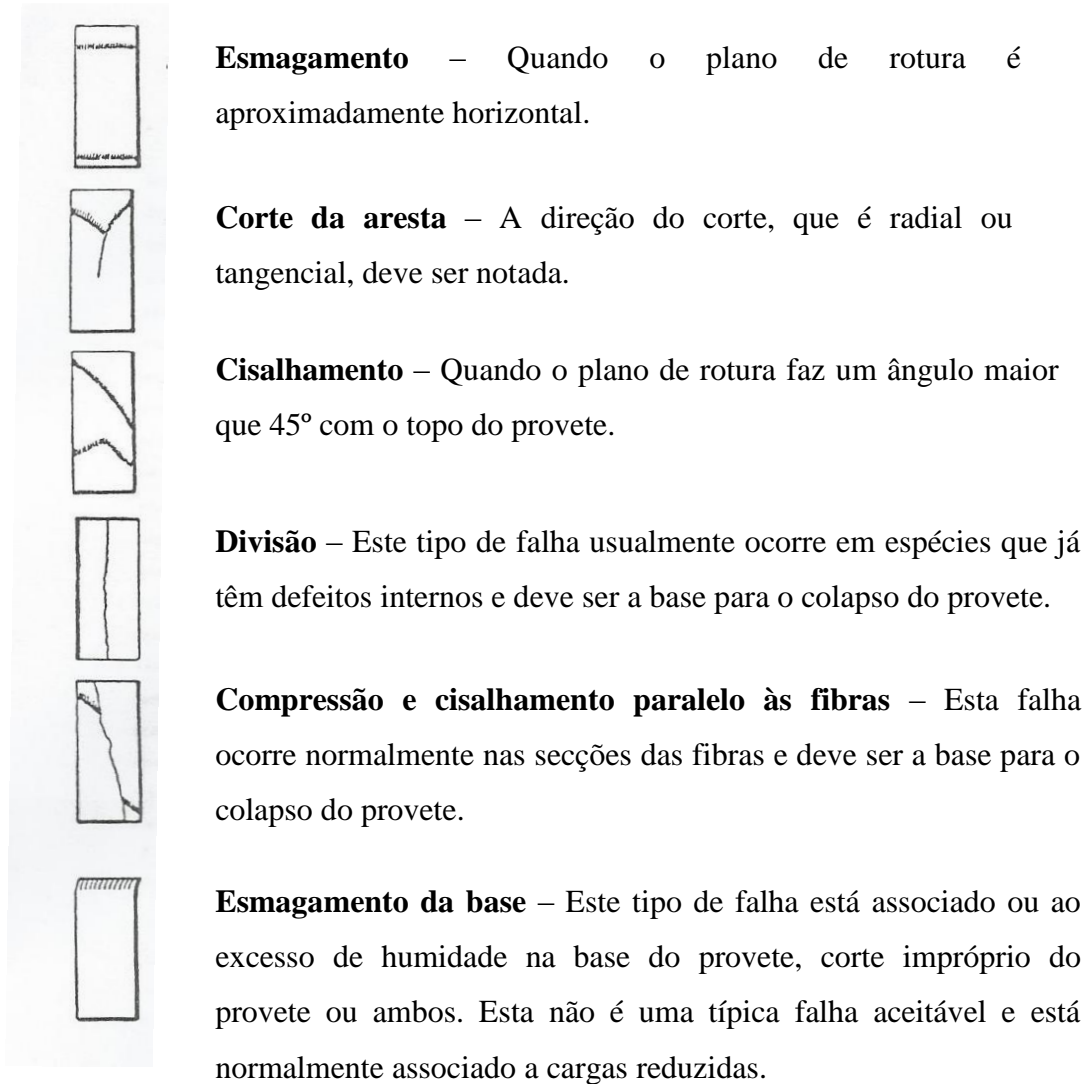 Esmagamento – Quando o plano de rotura é
aproximadamente horizontal.
Corte da aresta – A direção do corte, que é radial ou
tangencial, deve ser notada.
Cisalhamento – Quando o plano de rotura faz um ângulo maior
que 45º com o topo do provete.
Divisão – Este tipo de falha usualmente ocorre em espécies que já
têm defeitos internos e deve ser a base para o colapso do provete.
Compressão e cisalhamento paralelo às fibras – Esta falha
ocorre normalmente nas secções das fibras e deve ser a base para o
colapso do provete.
Esmagamento da base – Este tipo de falha está associado ou ao
excesso de humidade na base do provete, corte impróprio do
provete ou ambos. Esta não é uma típica falha aceitável e está
normalmente associado a cargas reduzidas.